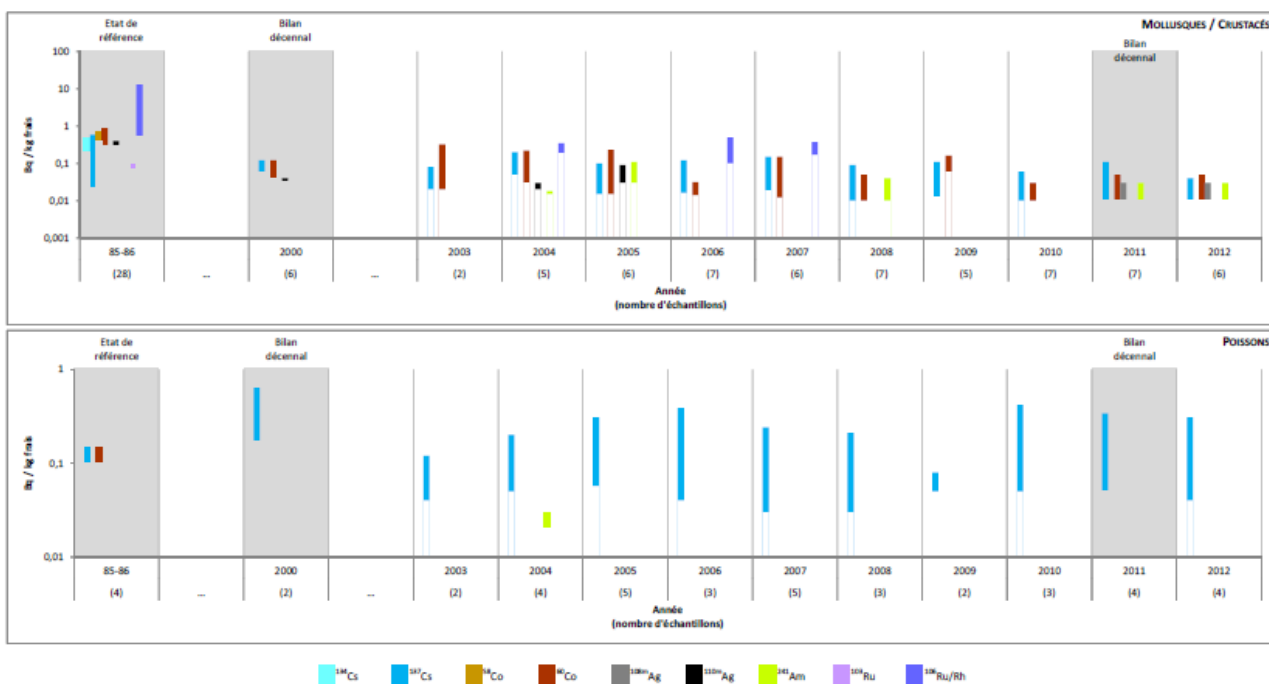 MOLLUSQUES / CRUSTACÉS
Etat de
référence
Bilan
décennal
Bilan
décennal
Bq / kg frais
100
10
1
0,1
0,01
0,001
85-86 ... 2000 ... 2003 2004 2005 2006 2007 2008 2009 2010 2011 2012
(28) ... (6) ... (2) (5) (6) (7) (6) (7) (5) (7) (7) (6)
Année
(nombre d'échantillons)
POISSONS
Etat de
référence
Bilan
décennal
Bilan
décennal
Bq / kg frais
1
0,1
0,01
85-86 2000 2003 2004 2005 2006 2007 2008 2009 2010 2011 2012
(4) ... (2) ... (2) (4) (5) (3) (5) (3) (2) (3) (4) (4)
Année
(nombre d'échantillons)
134Cs 137Cs 58Co 60Co 108mAg 110mAg 241Am 103Ru 106Ru/Rh